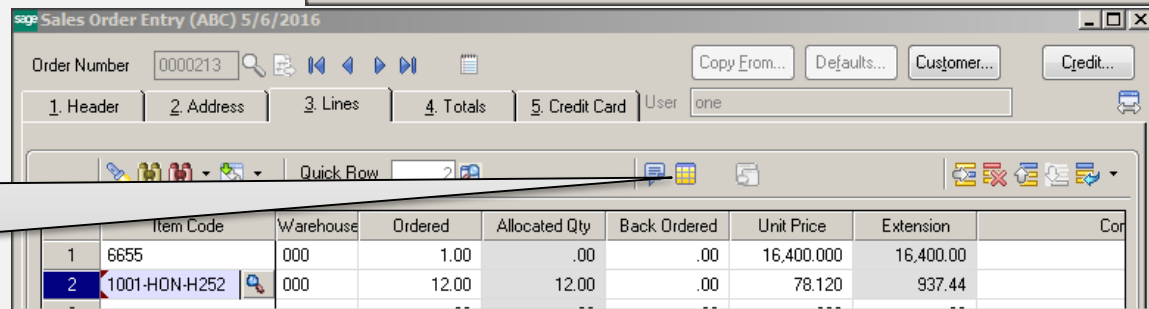 sage Sales Order Entry (ABC) 5/6/2016
Order Number 0000213 Copy From... Defaults... Customer... Credit...
1. Header 2. Address 3. Lines 4. Totals 5. Credit Card User one
Quick Row 2
Item Code Warehouse Ordered Allocated Qty Back Ordered Unit Price Extension
1 6655 000 1.00 .00 .00 16,400.000 16,400.00
2 1001-HON-H252 000 12.00 12.00 .00 78.120 937.44